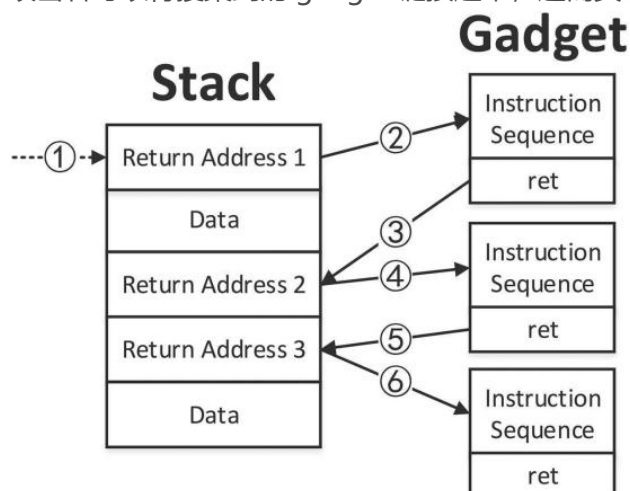 Gadget
Stack
① Return Address 1
②
Instruction
Sequence
ret
Data
③
Return Address 2
④
Instruction
Sequence
ret
Return Address 3
⑤
⑥
Data
Instruction
Sequence
ret